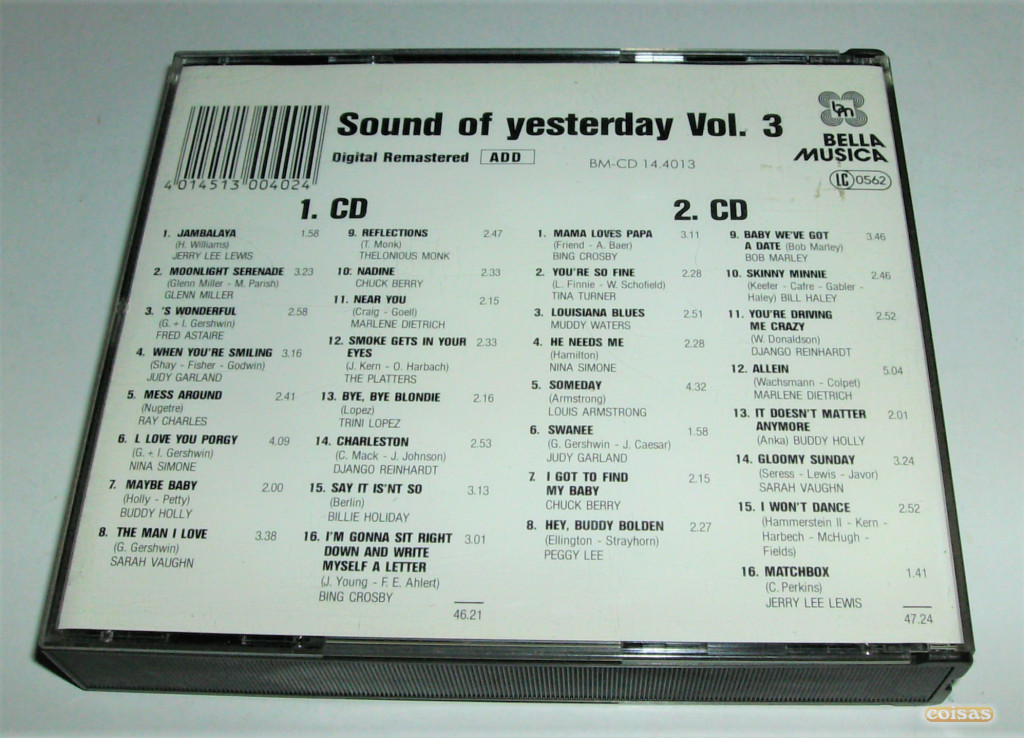 Sound of yesterday Vol. 3
Digital Remastered ADD
BM-CD 14.4013
4 014513 004024
bm
BELLA
MUSICA
LC 0562
1. CD
1. JAMBALAYA 1.58
(H. Williams)
JERRY LEE LEWIS
2. MOONLIGHT SERENADE 3.23
(Glenn Miller - M. Parish)
GLENN MILLER
3. 'S WONDERFUL 2.58
(G. + I. Gershwin)
FRED ASTAIRE
4. WHEN YOU'RE SMILING 3.16
(Shay - Fisher - Godwin)
JUDY GARLAND
5. MESS AROUND 2.41
(Nugetre)
RAY CHARLES
6. L LOVE YOU PORGY 4.09
(G. + I. Gershwin)
NINA SIMONE
7. MAYBE BABY 2.00
(Holly - Petty)
BUDDY HOLLY
8. THE MAN I LOVE 3.38
(G. Gershwin)
SARAH VAUGHN
9. REFLECTIONS 2.47
(T. Monk)
THELONIOUS MONK
10. NADINE 2.33
CHUCK BERRY
11. NEAR YOU 2.15
(Craig - Goell)
MARLENE DIETRICH
12. SMOKE GETS IN YOUR 2.33
EYES
(J. Kern - O. Harbach)
THE PLATTERS
13. BYE, BYE BLONDIE 2.16
(Lopez)
TRINI LOPEZ
14. CHARLESTON 2.53
(C. Mack - J. Johnson)
DJANGO REINHARDT
15. SAY IT IS'NT SO 3.13
(Berlin)
BILLIE HOLIDAY
16. I'M GONNA SIT RIGHT 3.01
DOWN AND WRITE
MYSELF A LETTER
(J. Young - F. E. Ahlert)
BING CROSBY
46.21
2. CD
1. MAMA LOVES PAPA 3.11
(Friend - A. Baer)
BING CROSBY
2. YOU'RE SO FINE 2.28
(L. Finnie - W. Schofield)
TINA TURNER
3. LOUISIANA BLUES 2.51
MUDDY WATERS
4. HE NEEDS ME 2.28
(Hamilton)
NINA SIMONE
5. SOMEDAY 4.32
(Armstrong)
LOUIS ARMSTRONG
6. SWANEE 1.58
(G. Gershwin - J. Caesar)
JUDY GARLAND
7. I GOT TO FIND 2.15
MY BABY
CHUCK BERRY
8. HEY, BUDDY BOLDEN 2.27
(Ellington - Strayhorn)
PEGGY LEE
9. BABY WE'VE GOT 3.46
A DATE (Bob Marley)
BOB MARLEY
10. SKINNY MINNIE 2.46
(Keefer - Cafre - Gabler -
Haley) BILL HALEY
11. YOU'RE DRIVING 2.52
ME CRAZY
(W. Donaldson)
DJANGO REINHARDT
12. ALLEIN 5.04
(Wachsmann - Colpet)
MARLENE DIETRICH
13. IT DOESN'T MATTER 2.01
ANYMORE
(Anka) BUDDY HOLLY
14. GLOOMY SUNDAY 3.24
(Seress - Lewis - Javor)
SARAH VAUGHN
15. I WON'T DANCE 2.52
(Hammerstein II - Kern -
Harbech - McHugh -
Fields)
16. MATCHBOX 1.41
(C. Perkins)
JERRY LEE LEWIS
47.24
coisas